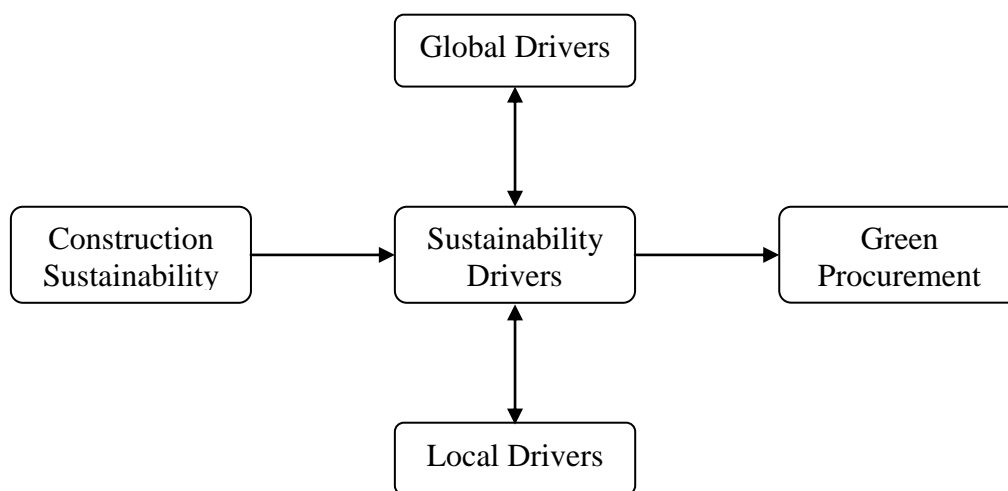 Global Drivers
Construction
Sustainability
Sustainability
Drivers
Green
Procurement
Local Drivers